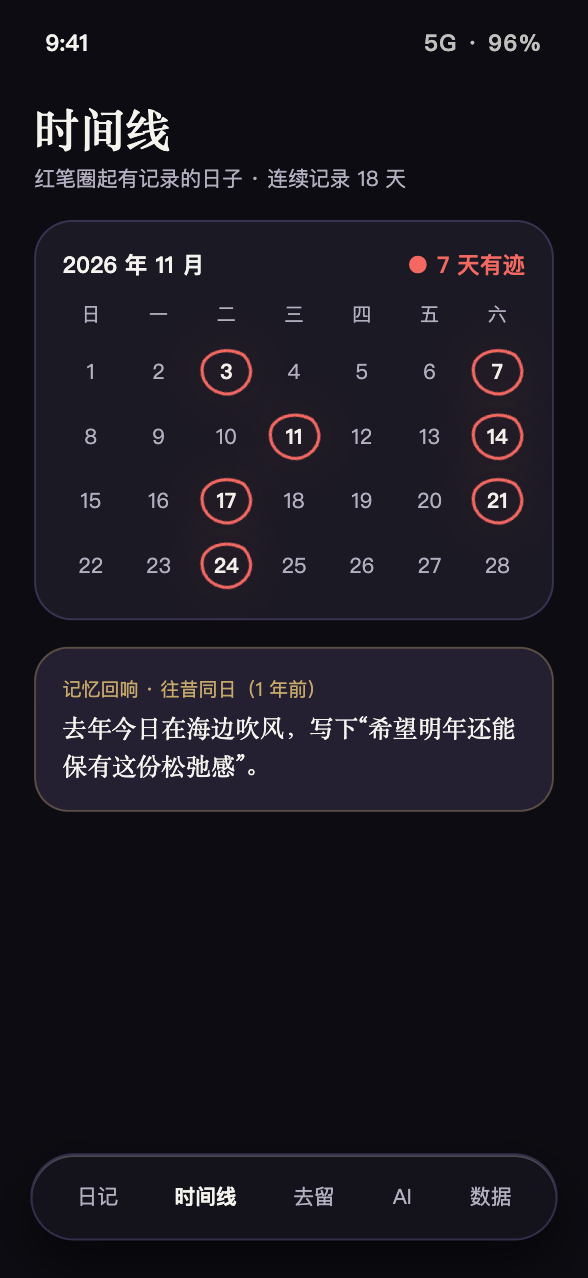 9:41 5G · 96%
时间线
红笔圈起有记录的日子 · 连续记录 18 天
2026 年 11 月 7 天有迹
日 一 二 三 四 五 六
1 2 3 4 5 6 7
8 9 10 11 12 13 14
15 16 17 18 19 20 21
22 23 24 25 26 27 28
记忆回响 · 往昔同日（1 年前）
去年今日在海边吹风，写下“希望明年还能
保有这份松弛感”。
日记 时间线 去留 AI 数据